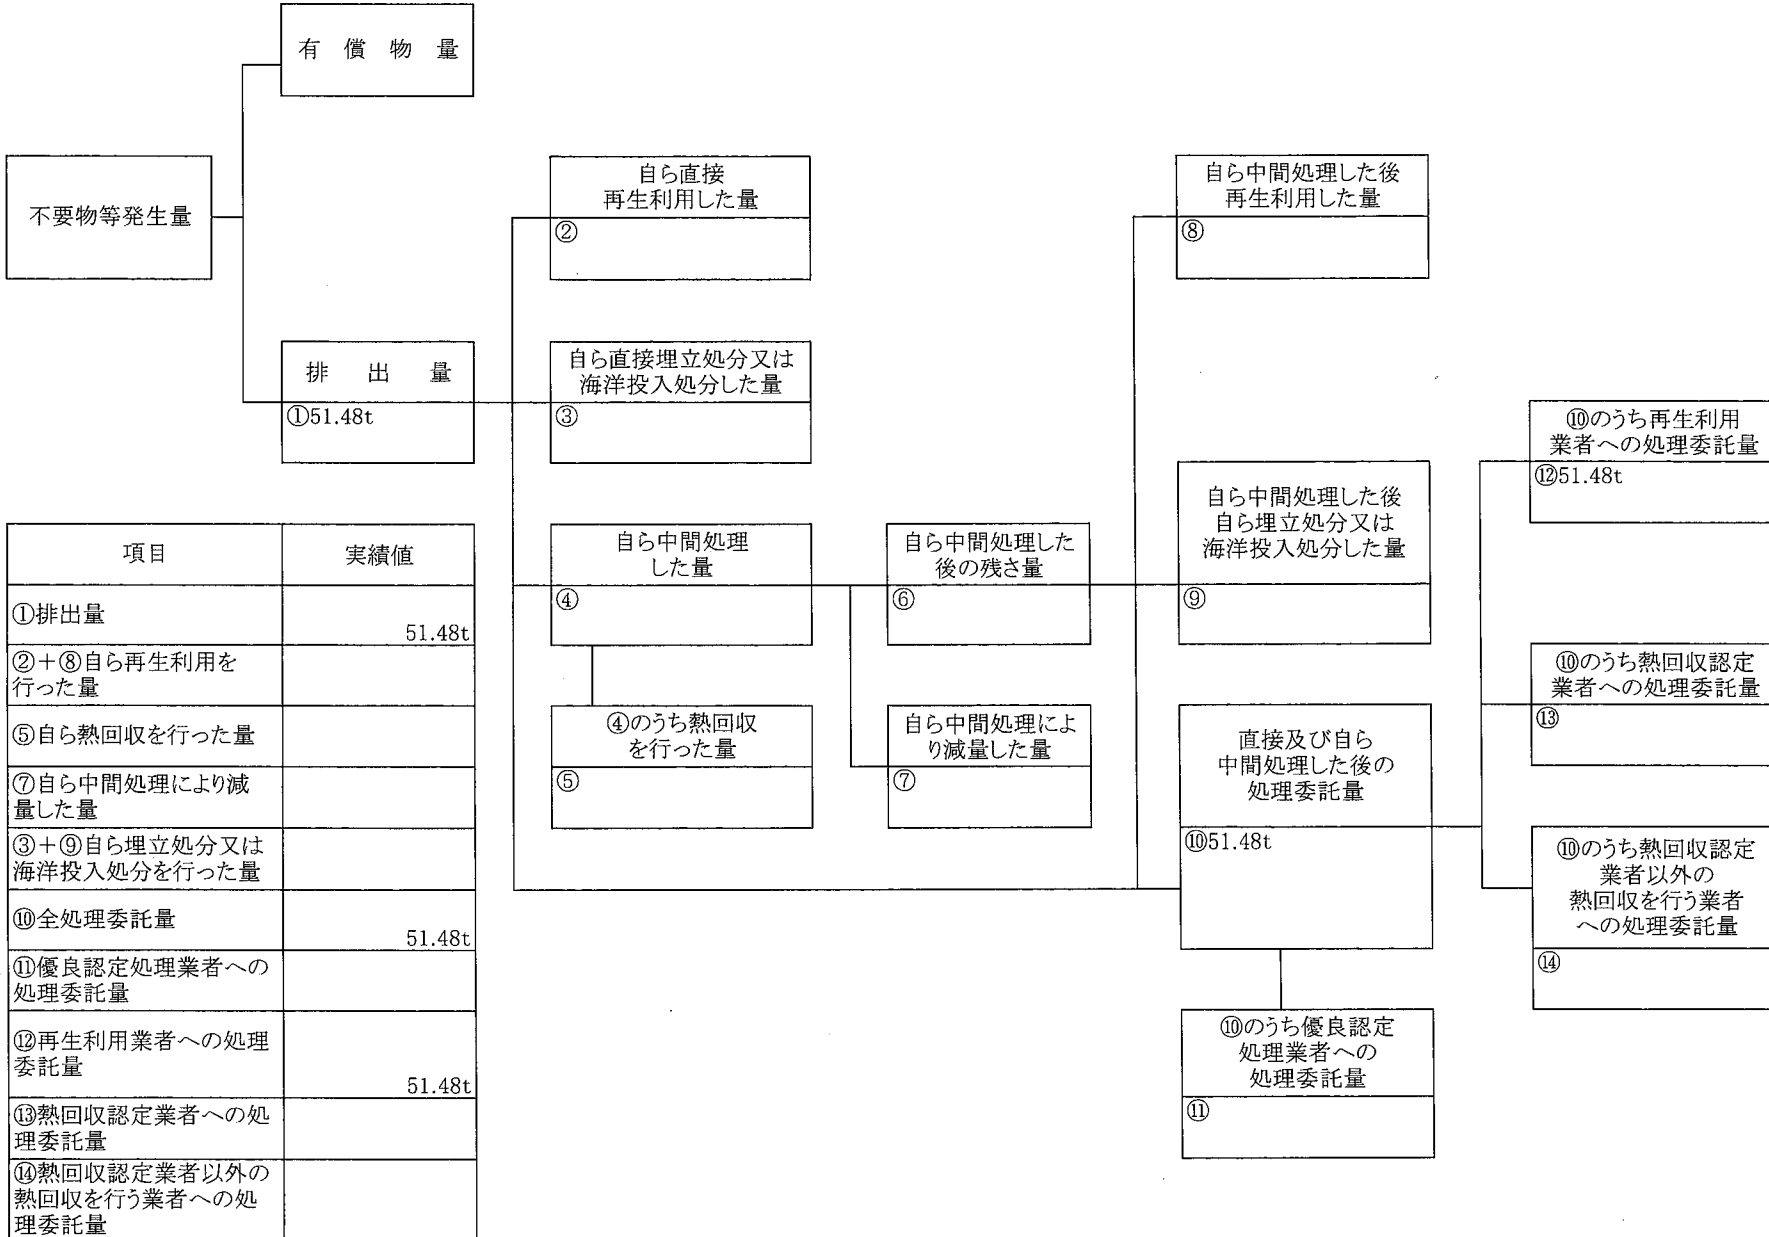 有償物量
不要物等発生量
排出量
①51.48t
自ら直接
再生利用した量
②
自ら直接埋立処分又は
海洋投入処分した量
③
自ら中間処理
した量
④
④のうち熱回収
を行った量
⑤
自ら中間処理した
後の残さ量
⑥
自ら中間処理によ
り減量した量
⑦
自ら中間処理した後
再生利用した量
⑧
自ら中間処理した後
自ら埋立処分又は
海洋投入処分した量
⑨
直接及び自ら
中間処理した後の
処理委託量
⑩51.48t
⑩のうち優良認定
処理業者への
処理委託量
⑪
⑩のうち再生利用
業者への処理委託量
⑫51.48t
⑩のうち熱回収認定
業者への処理委託量
⑬
⑩のうち熱回収認定
業者以外の
熱回収を行う業者
への処理委託量
⑭
項目 実績値
①排出量
51.48t
②＋⑧自ら再生利用を
行った量
⑤自ら熱回収を行った量
⑦自ら中間処理により減
量した量
③＋⑨自ら埋立処分又は
海洋投入処分を行った量
⑩全処理委託量
51.48t
⑪優良認定処理業者への
処理委託量
⑫再生利用業者への処理
委託量
51.48t
⑬熱回収認定業者への処
理委託量
⑭熱回収認定業者以外の
熱回収を行う業者への処
理委託量